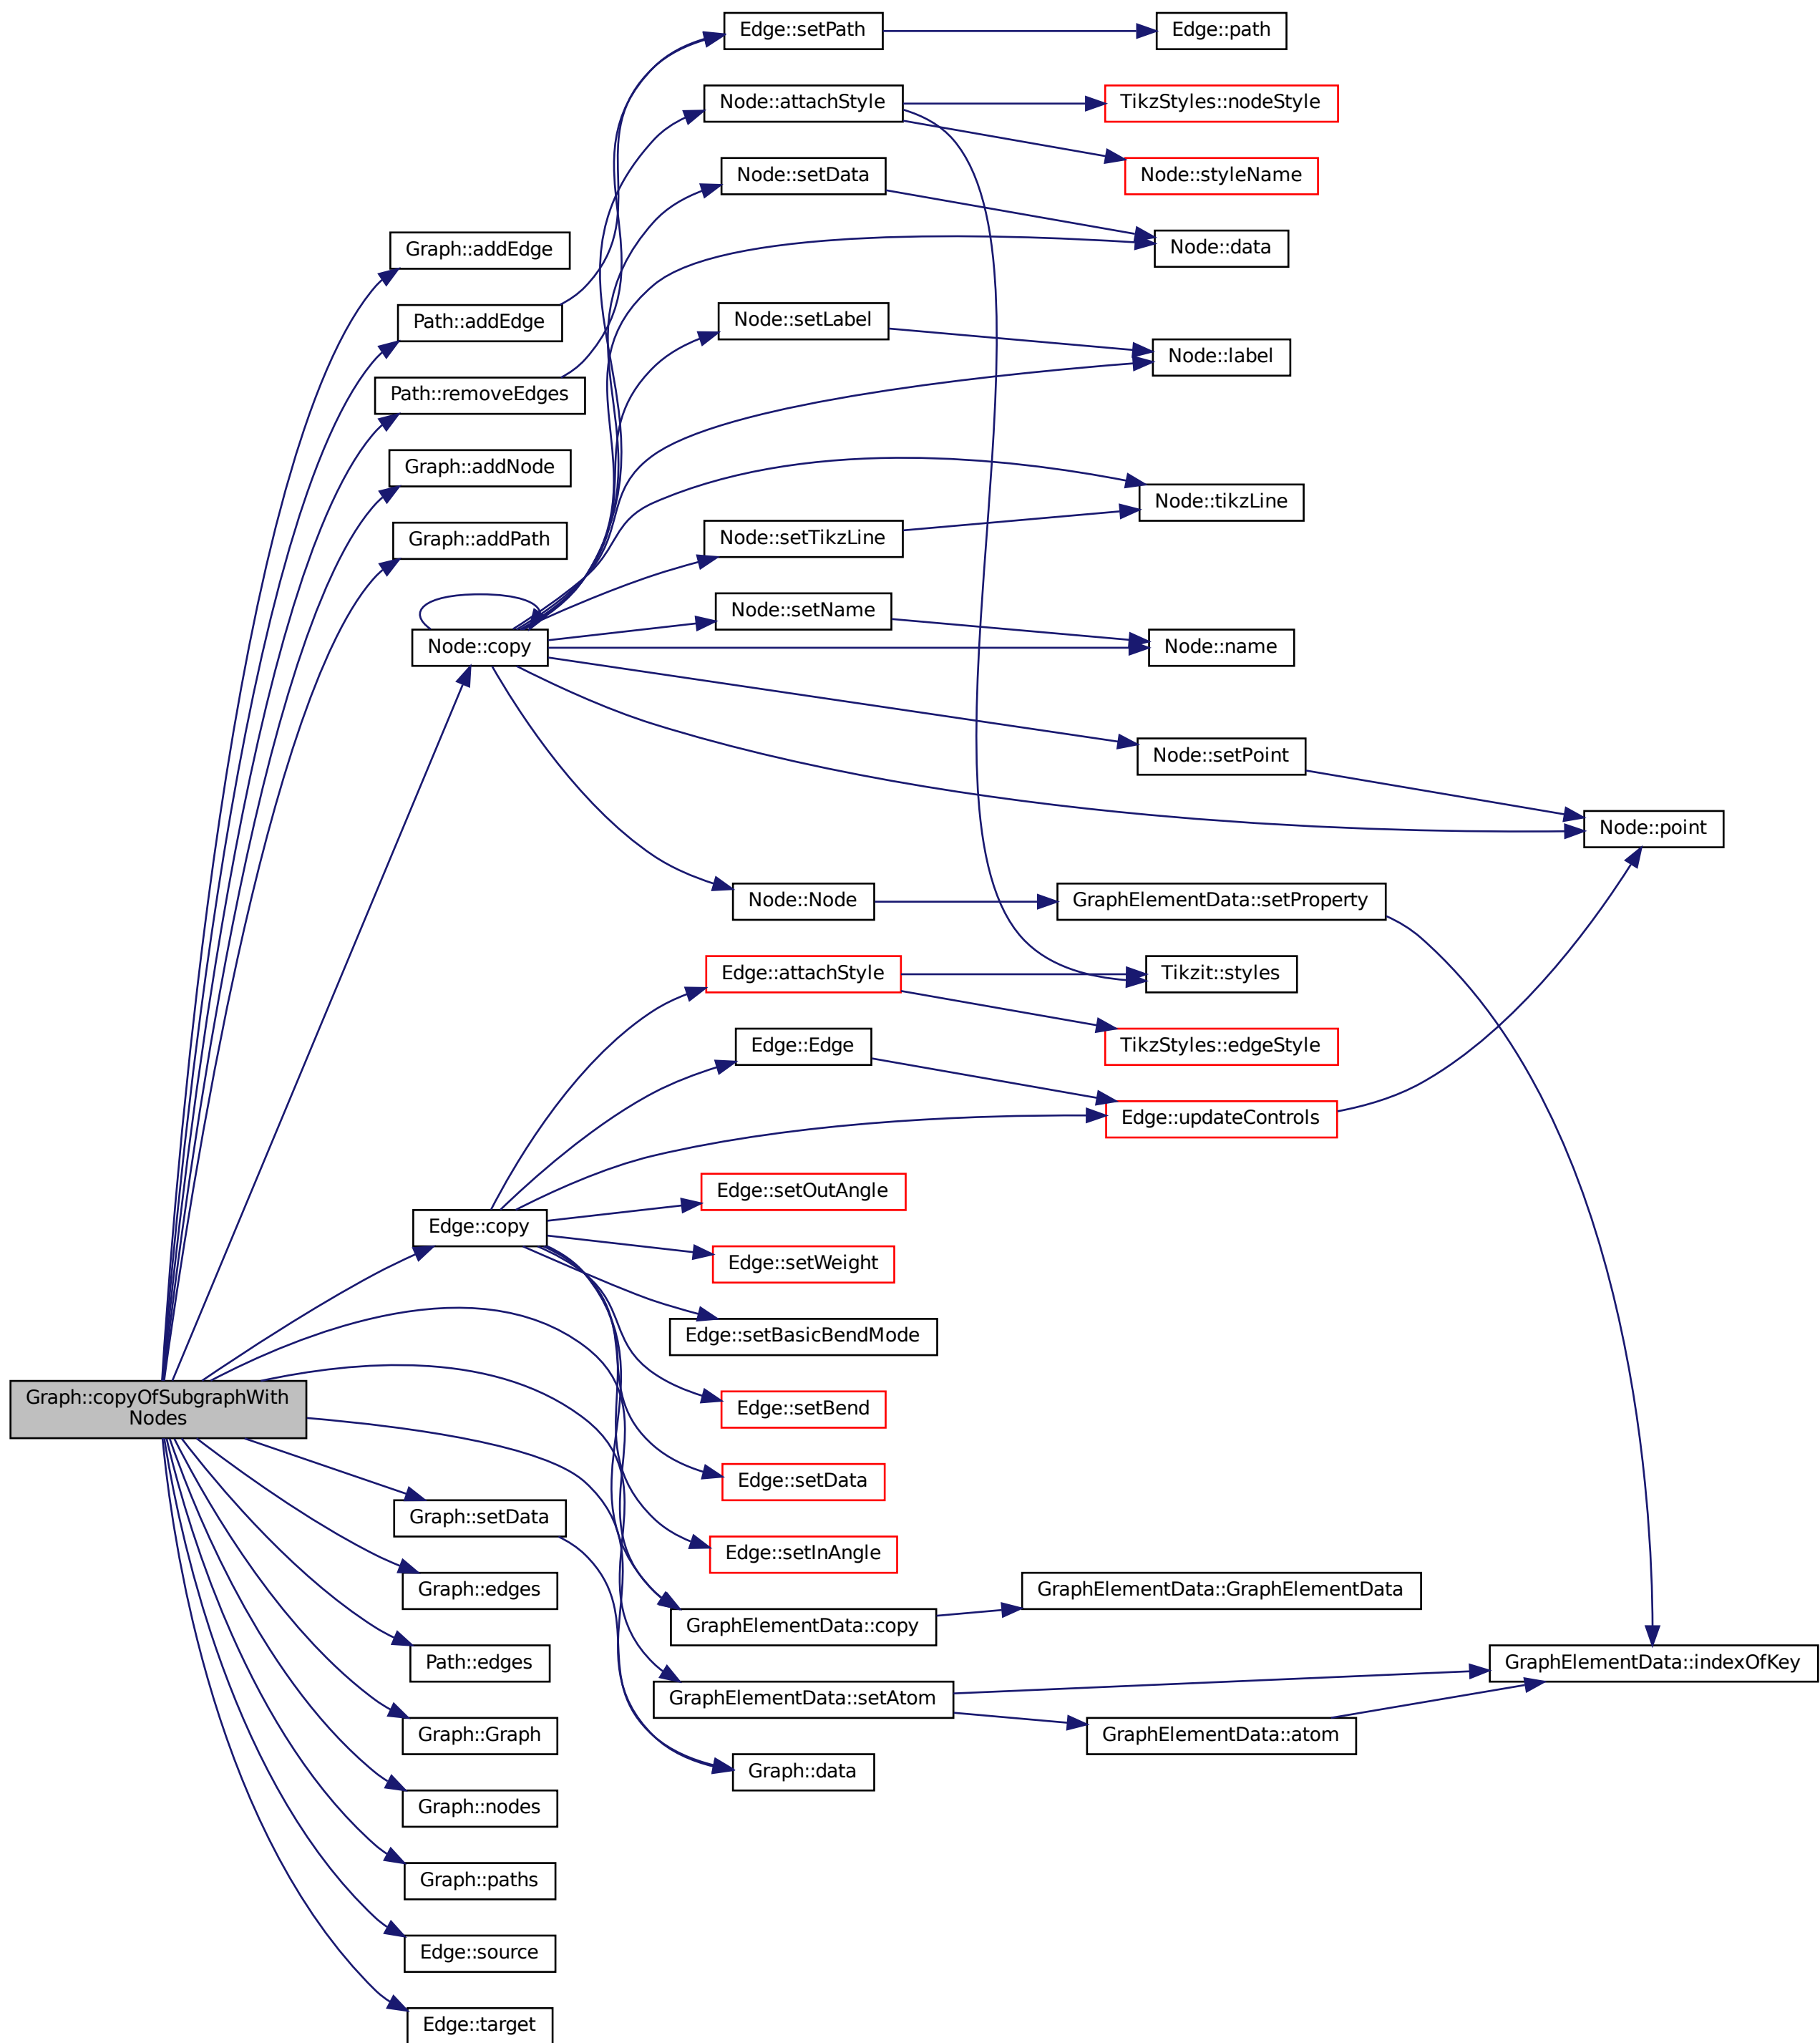 Edge::setPath
Edge::path
Node::attachStyle
TikzStyles::nodeStyle
Node::setData
Node::styleName
Graph::addEdge
Node::data
Path::addEdge
Node::setLabel
Node::label
Path::removeEdges
Graph::addNode
Node::tikzLine
Graph::addPath
Node::setTikzLine
Node::setName
Node::copy
Node::name
Node::setPoint
Node::point
Node::Node
GraphElementData::setProperty
Edge::attachStyle
Tikzit::styles
Edge::Edge
TikzStyles::edgeStyle
Edge::updateControls
Edge::setOutAngle
Edge::copy
Edge::setWeight
Edge::setBasicBendMode
Graph::copyOfSubgraphWith
Nodes
Edge::setBend
Edge::setData
Graph::setData
Edge::setInAngle
Graph::edges
GraphElementData::GraphElementData
GraphElementData::copy
Path::edges
GraphElementData::indexOfKey
GraphElementData::setAtom
Graph::Graph
GraphElementData::atom
Graph::data
Graph::nodes
Graph::paths
Edge::source
Edge::target